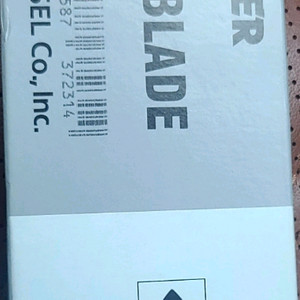 ER
BLADE
587 372314
SEL Co., Inc.